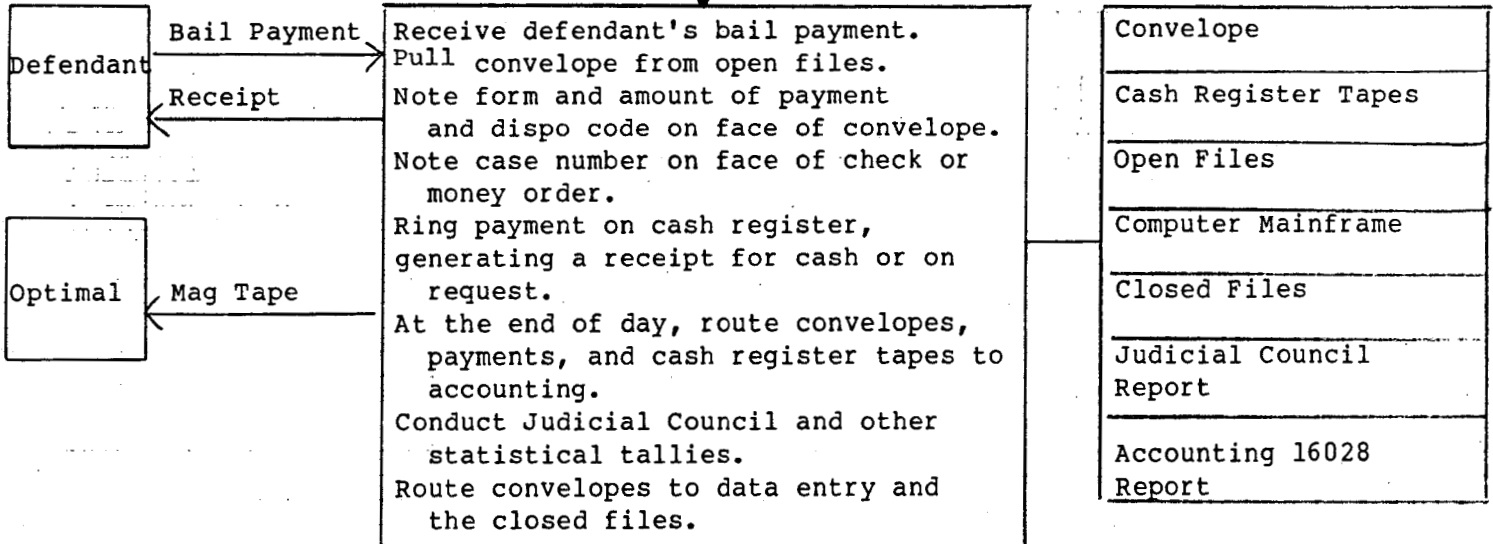 Defendant
Bail Payment
Receipt
Optimal
Mag Tape
Receive defendant's bail payment.
Pull convelope from open files.
Note form and amount of payment
and dispo code on face of convelope.
Note case number on face of check or
money order.
Ring payment on cash register,
generating a receipt for cash or on
request.
At the end of day, route convelopes,
payments, and cash register tapes to
accounting.
Conduct Judicial Council and other
statistical tallies.
Route convelopes to data entry and
the closed files.
Convelope
Cash Register Tapes
Open Files
Computer Mainframe
Closed Files
Judicial Council
Report
Accounting 16028
Report